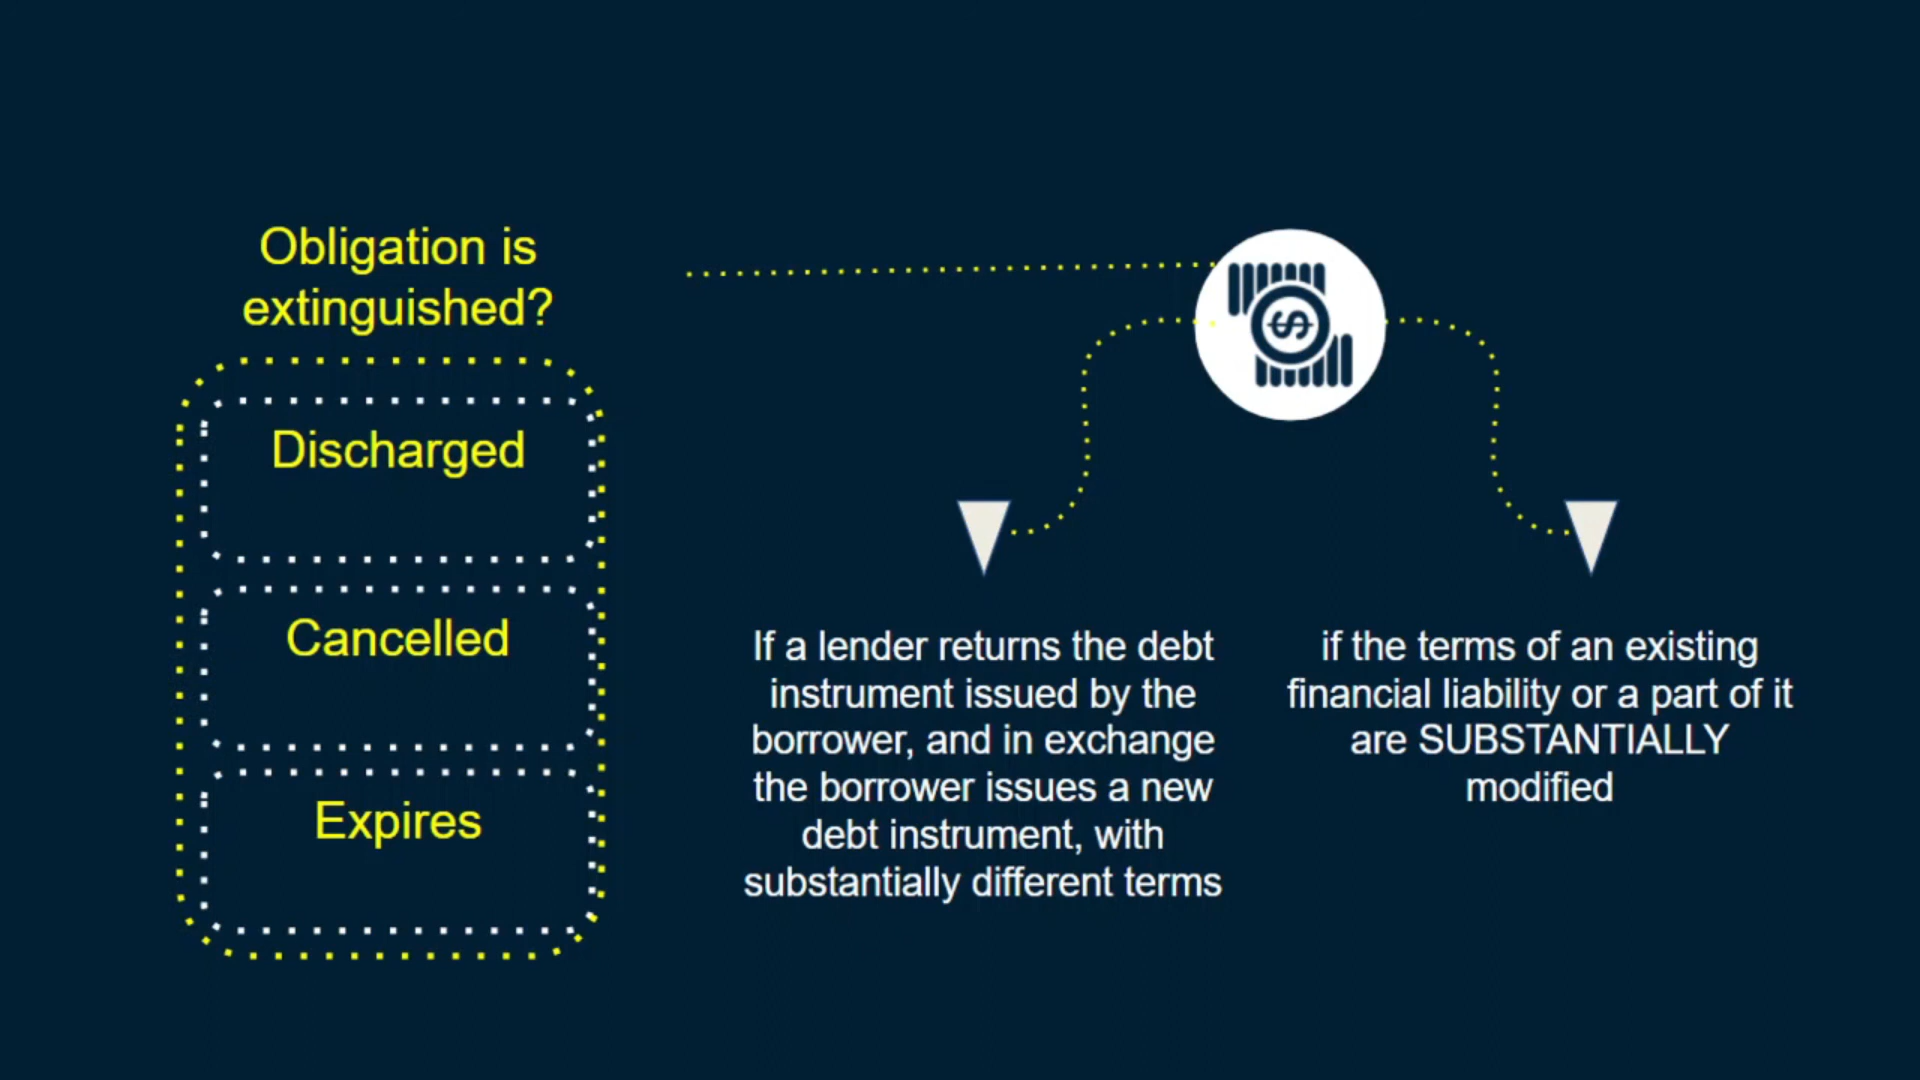 Obligation is
extinguished?
Discharged
Cancelled
Expires
$
If a lender returns the debt
instrument issued by the
borrower, and in exchange
the borrower issues a new
debt instrument, with
substantially different terms
if the terms of an existing
financial liability or a part of it
are SUBSTANTIALLY
modified